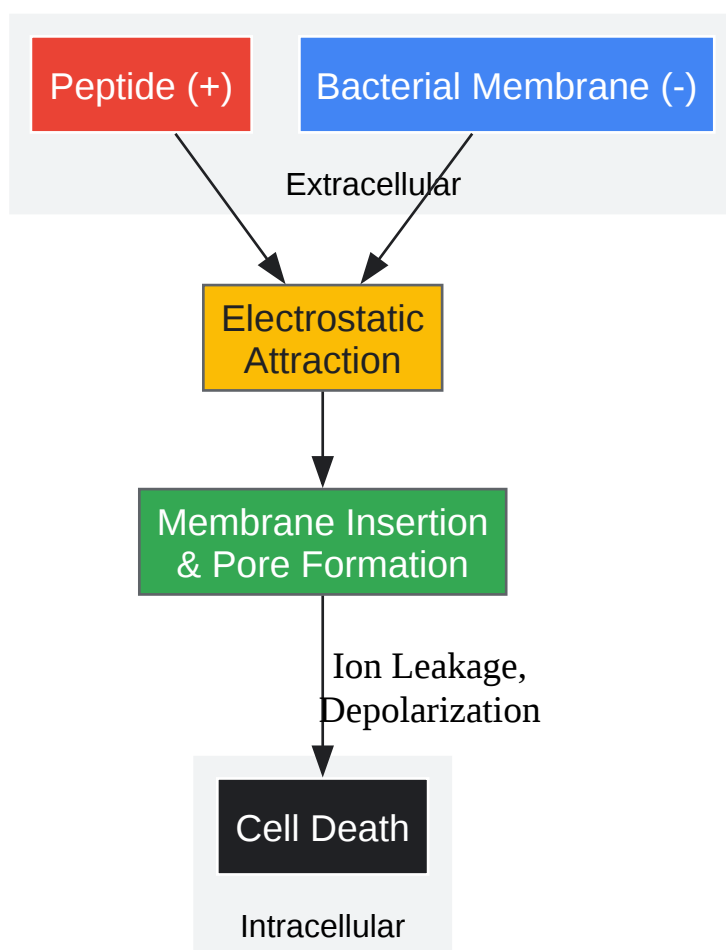 Peptide (+)
Bacterial Membrane (-)
Extracellular
Electrostatic
Attraction
Membrane Insertion
& Pore Formation
Ion Leakage,
Depolarization
Cell Death
Intracellular